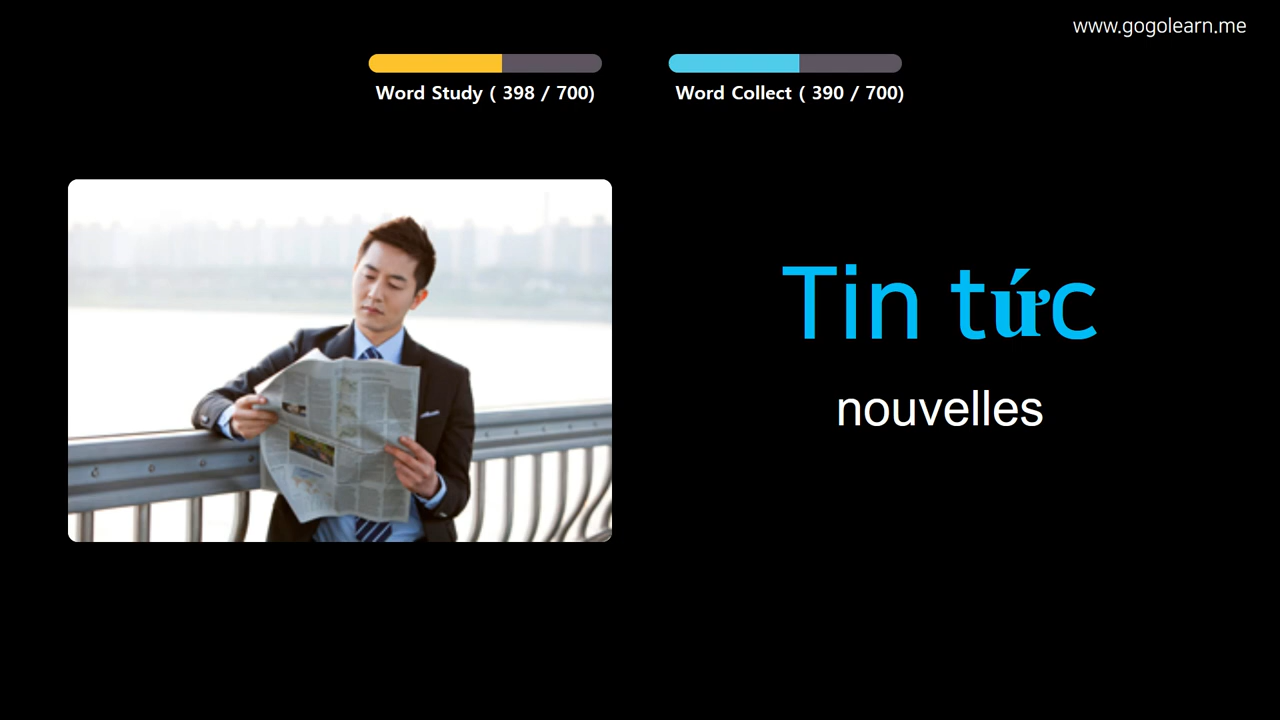 www.gogolearn.me
Word Study ( 398 / 700)
Word Collect ( 390 / 700)
Tin tức
nouvelles